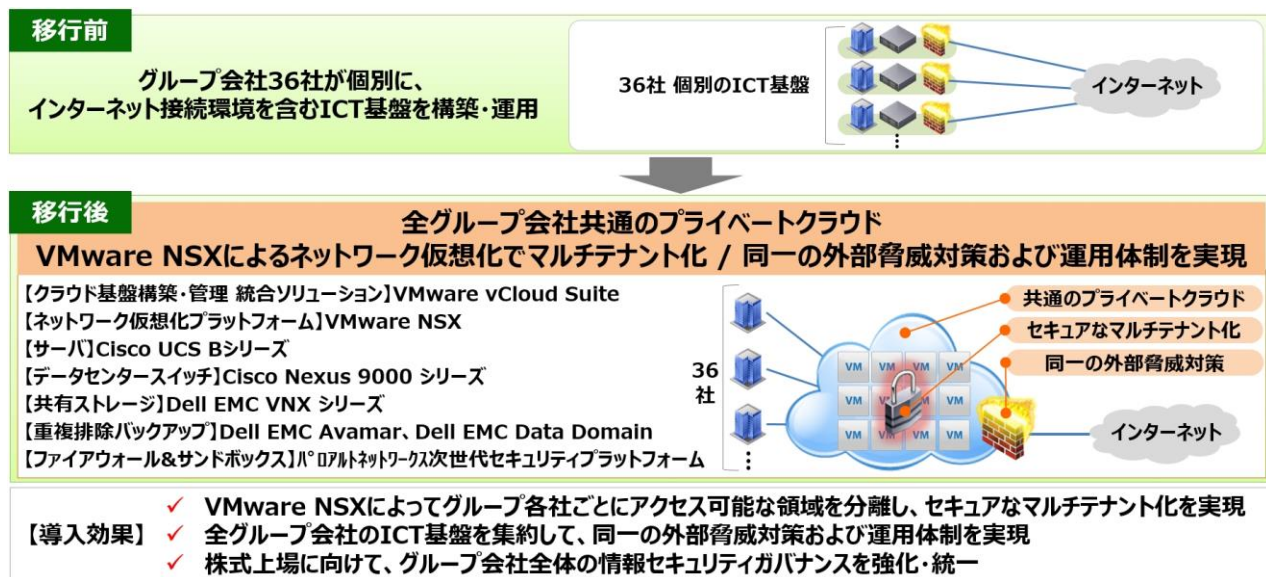 移行前
グループ会社36社が個別に、
インターネット接続環境を含むICT基盤を構築・運用
36社 個別のICT基盤
インターネット
移行後
全グループ会社共通のプライベートクラウド
VMware NSXによるネットワーク仮想化でマルチテナント化 / 同一の外部脅威対策および運用体制を実現
【クラウド基盤構築・管理 統合ソリューション】VMware vCloud Suite
【ネットワーク仮想化プラットフォーム】VMware NSX
【サーバ】Cisco UCS Bシリーズ
【データセンタースイッチ】Cisco Nexus 9000 シリーズ
【共有ストレージ】Dell EMC VNX シリーズ
【重複排除バックアップ】Dell EMC Avamar、Dell EMC Data Domain
【ファイアウォール&サンドボックス】ﾊﾟﾛｱﾙﾄﾈｯﾄﾜｰｸｽ次世代セキュリティプラットフォーム
36
社
VM VM VM VM
VM VM VM VM
VM VM VM VM
共通のプライベートクラウド
セキュアなマルチテナント化
同一の外部脅威対策
インターネット
【導入効果】
✓ VMware NSXによってグループ各社ごとにアクセス可能な領域を分離し、セキュアなマルチテナント化を実現
✓ 全グループ会社のICT基盤を集約して、同一の外部脅威対策および運用体制を実現
✓ 株式上場に向けて、グループ会社全体の情報セキュリティガバナンスを強化・統一